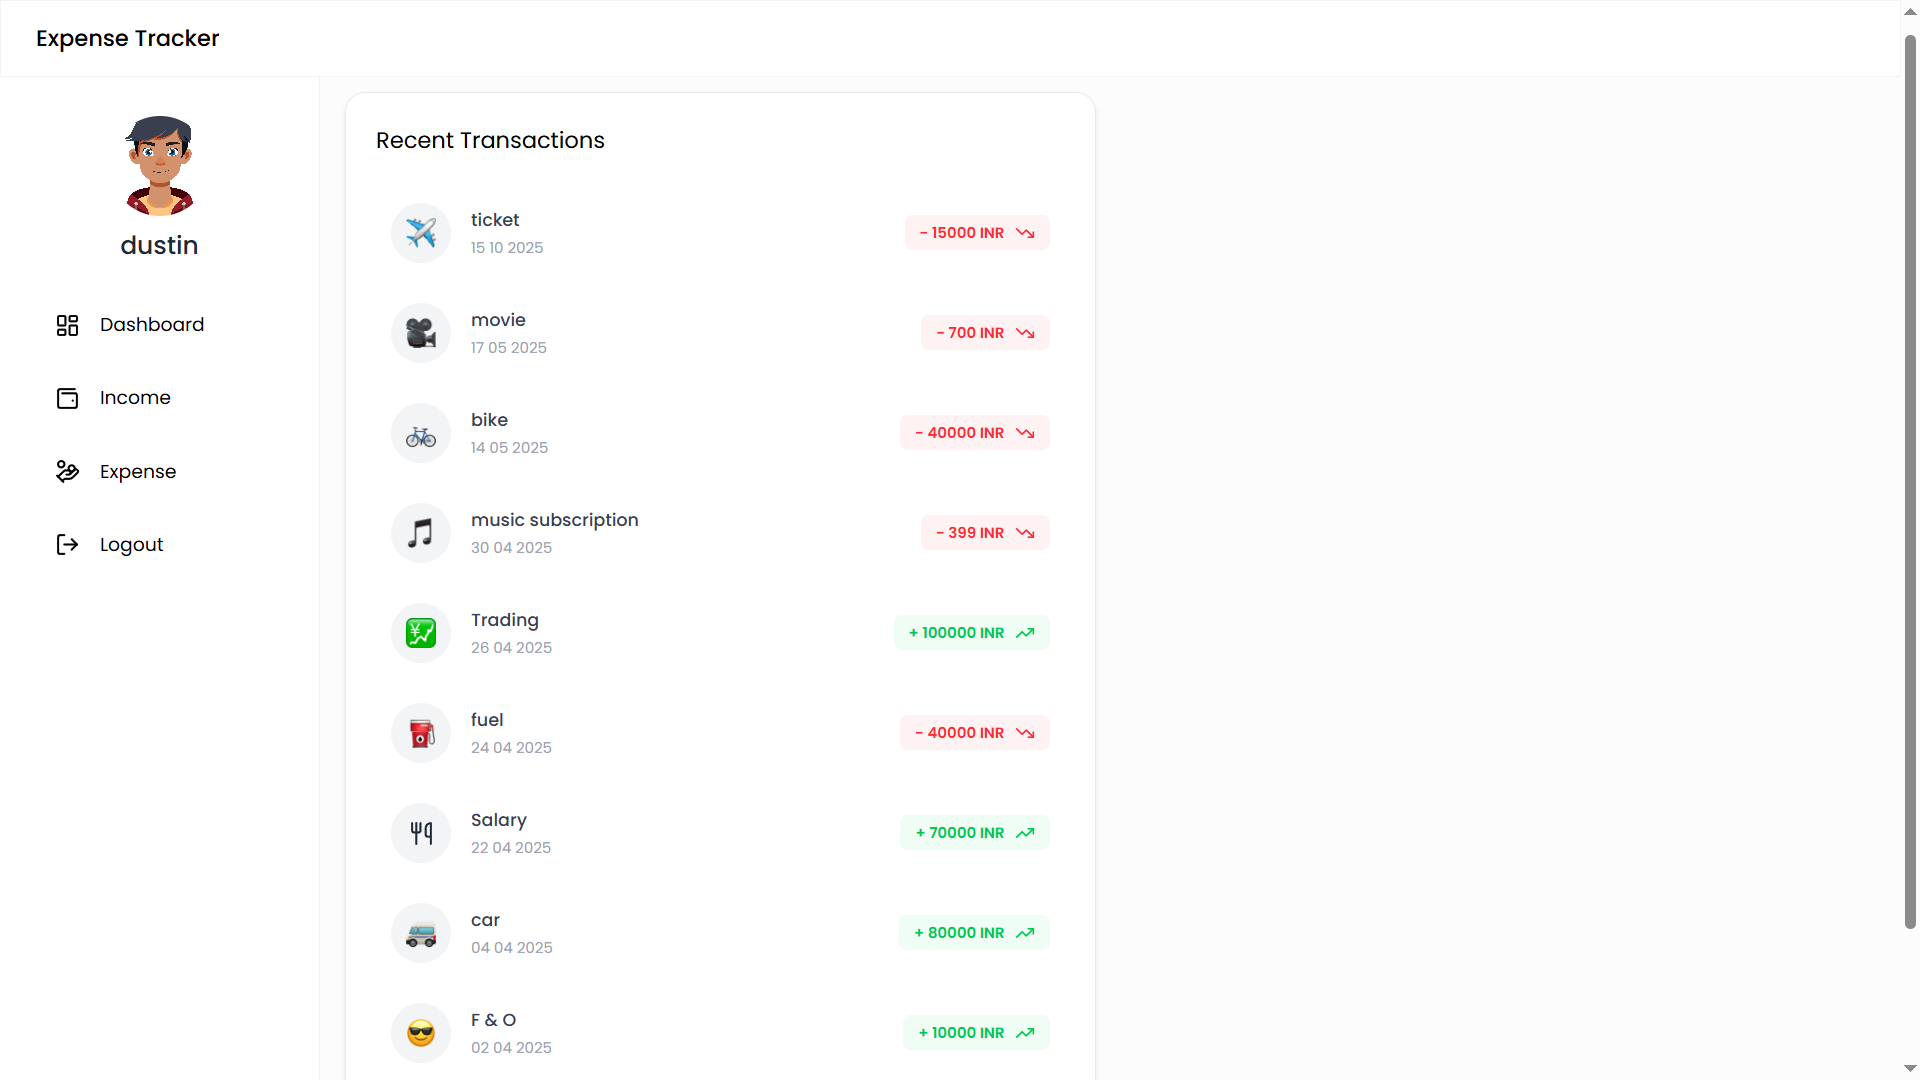 Expense Tracker
dustin
Dashboard
Income
Expense
Logout
Recent Transactions
ticket
15 10 2025
- 15000 INR
movie
17 05 2025
- 700 INR
bike
14 05 2025
- 40000 INR
music subscription
30 04 2025
- 399 INR
Trading
26 04 2025
+ 100000 INR
fuel
24 04 2025
- 40000 INR
Salary
22 04 2025
+ 70000 INR
car
04 04 2025
+ 80000 INR
F & O
02 04 2025
+ 10000 INR